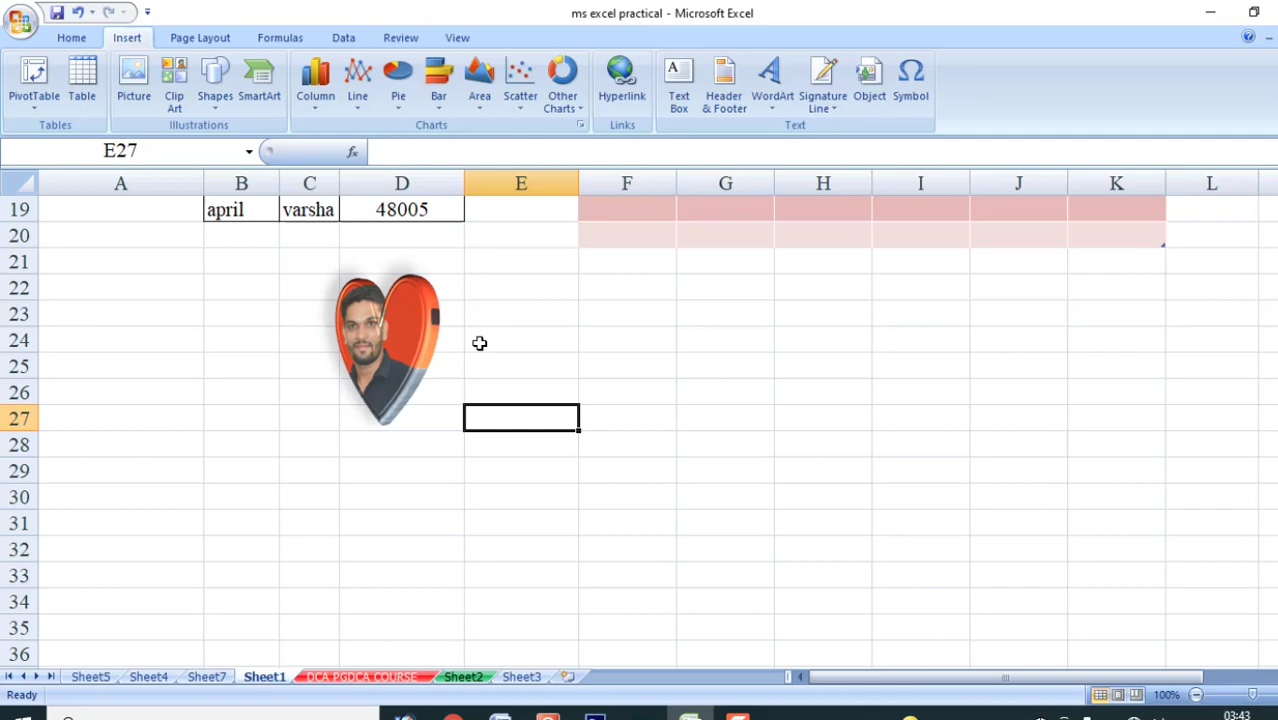 ms excel practical - Microsoft Excel
Home Insert Page Layout Formulas Data Review View
PivotTable Table Picture Clip Art Shapes SmartArt Column Line Pie Bar Area Scatter Other Charts Hyperlink Text Box Header & Footer WordArt Signature Line Object Symbol
Tables Illustrations Charts Links Text
E27 fx
A B C D E F G H I J K L
19 april varsha 48005
20
21
22
23
24
25
26
27
28
29
30
31
32
33
34
35
36
Sheet5 Sheet4 Sheet7 Sheet1 DCA PGDCA COURSE Sheet2 Sheet3
Ready 100%
03:43